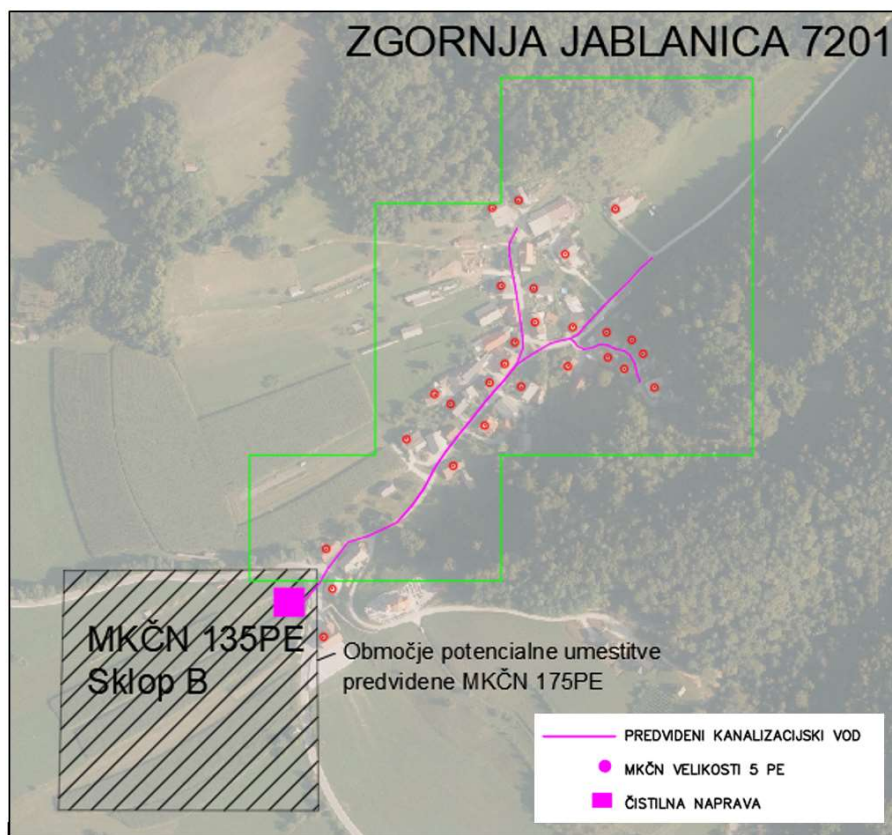 ZGORNJA JABLANICA 7201
MKČN 135PE
Sklop B
Območje potencialne umestitve
predvidene MKČN 175PE
PREDVIDENI KANALIZACIJSKI VOD
MKČN VELIKOSTI 5 PE
ČISTILNA NAPRAVA